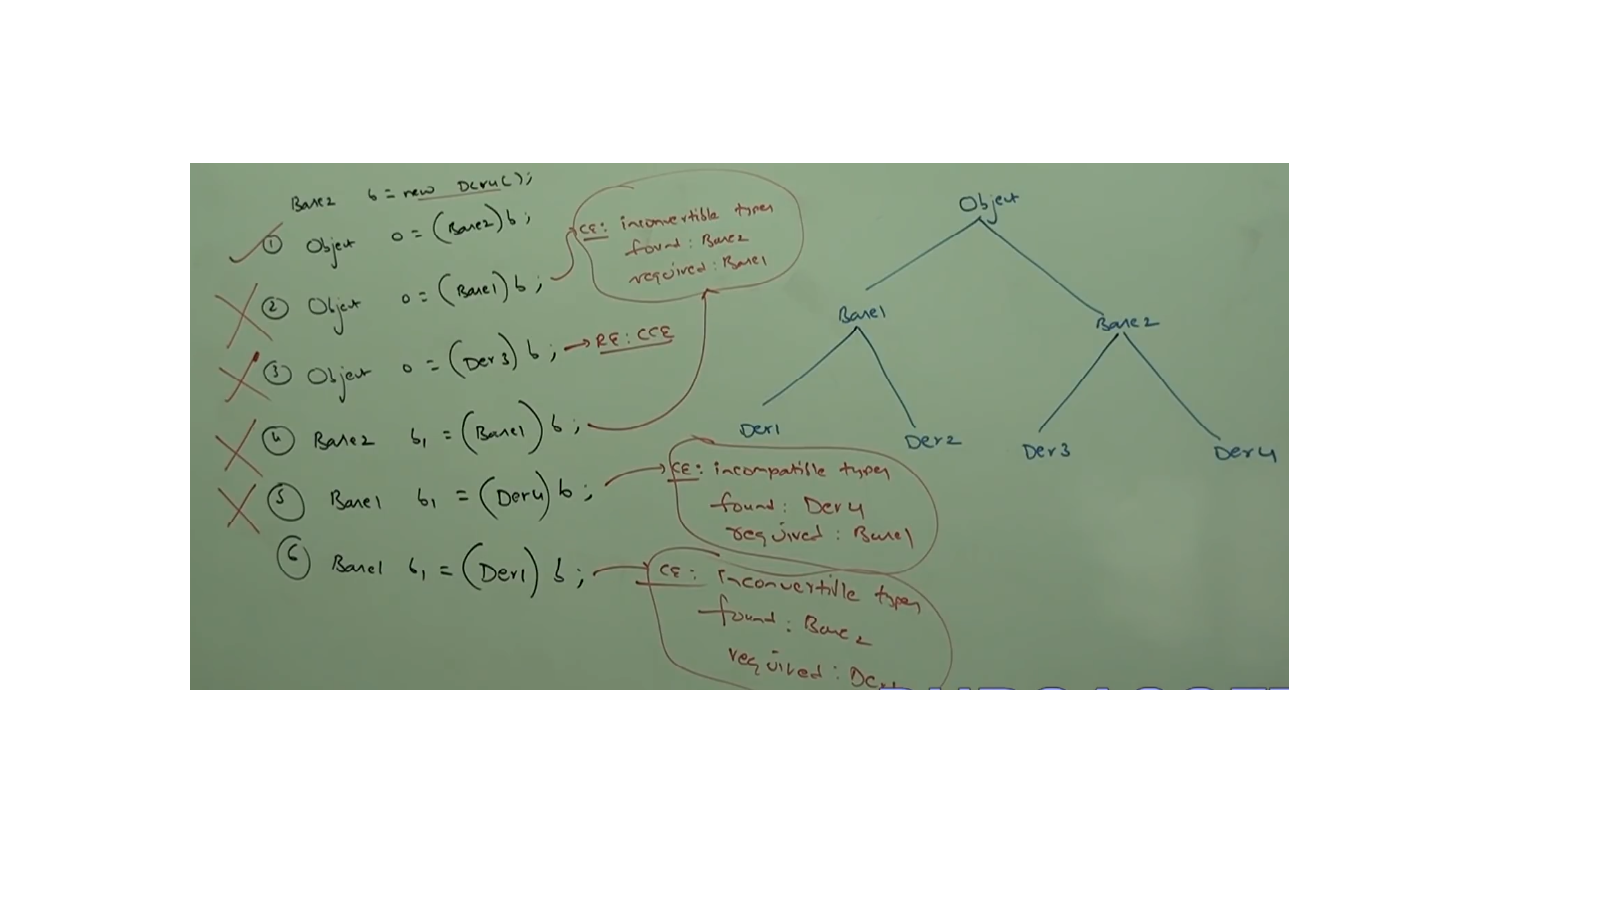 Base2 b = new Der4();
① Object o = (Base2) b;
② Object o = (Base1) b;
③ Object o = (Der3) b; → RE: CCE
④ Base2 b₁ = (Base1) b;
⑤ Base1 b₁ = (Der4) b;
⑥ Base1 b₁ = (Der1) b;
CE: inconvertible types
found: Base2
required: Base1
CE: incompatible types
found: Der4
required: Base1
CE: inconvertible types
found: Base2
required:
Object
Base1
Base2
Der1
Der2
Der3
Der4